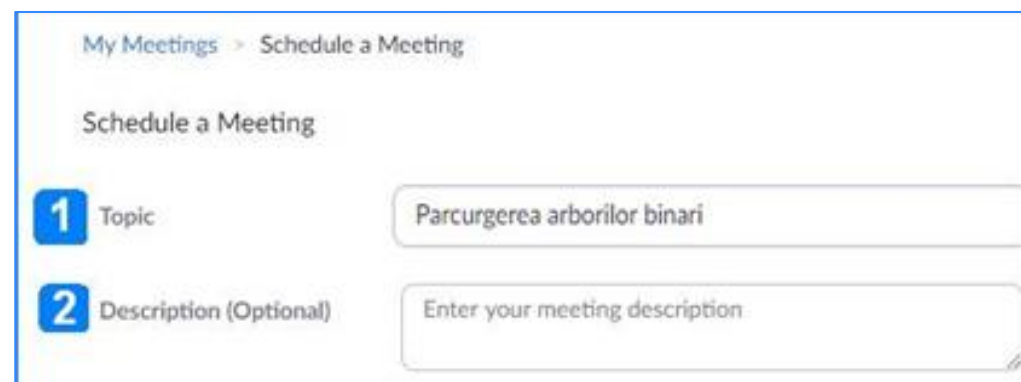 My Meetings > Schedule a Meeting
Schedule a Meeting
1 Topic Parcurgerea arborilor binari
2 Description (Optional) Enter your meeting description